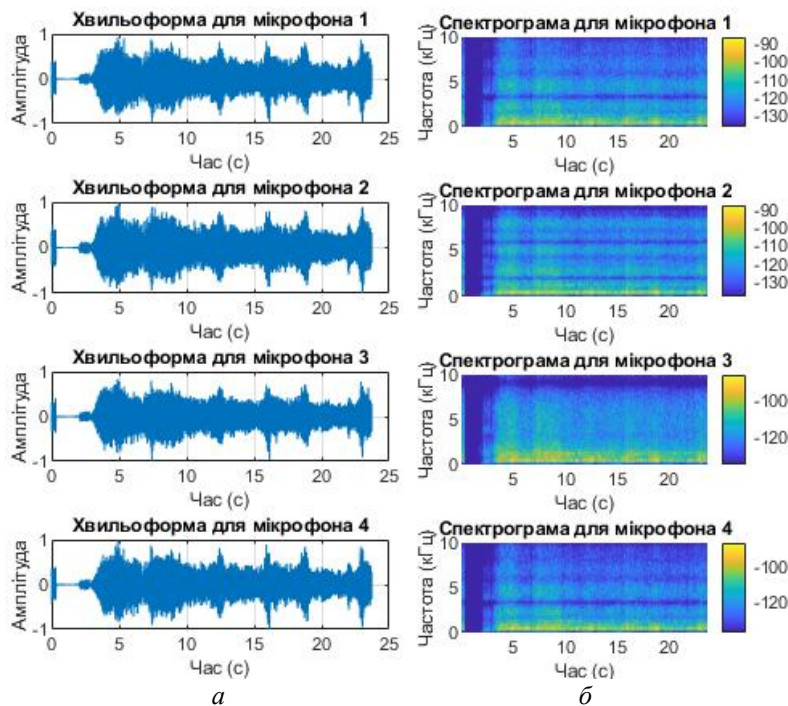 Хвильоформа для мікрофона 1
Амплітуда
1
0
-1
0 5 10 15 20 25
Час (с)
Спектрограма для мікрофона 1
Частота (кГц)
10
5
0
5 10 15 20
Час (с)
-90
-100
-110
-120
-130
Хвильоформа для мікрофона 2
Амплітуда
1
0
-1
0 5 10 15 20 25
Час (с)
Спектрограма для мікрофона 2
Частота (кГц)
10
5
0
5 10 15 20
Час (с)
-90
-100
-110
-120
-130
Хвильоформа для мікрофона 3
Амплітуда
1
0
-1
0 5 10 15 20 25
Час (с)
Спектрограма для мікрофона 3
Частота (кГц)
10
5
0
5 10 15 20
Час (с)
-100
-120
Хвильоформа для мікрофона 4
Амплітуда
1
0
-1
0 5 10 15 20 25
Час (с)
Спектрограма для мікрофона 4
Частота (кГц)
10
5
0
5 10 15 20
Час (с)
-100
-120
а б